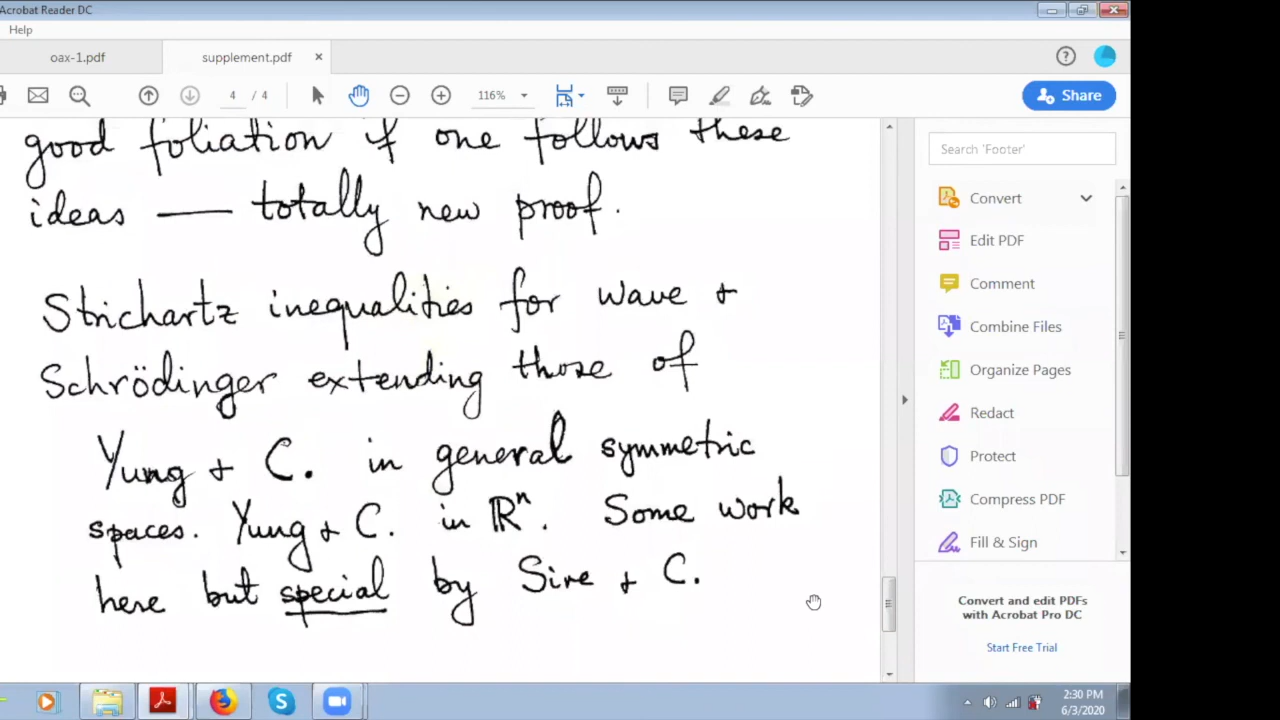 Acrobat Reader DC
Help
oax-1.pdf
supplement.pdf ×
4 / 4
116%
Share
good foliation if one follows these
ideas — totally new proof.
Strichartz inequalities for wave +
Schrödinger extending those of
Yung + C. in general symmetric
spaces. Yung + C. in ℝⁿ. Some work
here but special by Sire + C.
Search 'Footer'
Convert
Edit PDF
Comment
Combine Files
Organize Pages
Redact
Protect
Compress PDF
Fill & Sign
Convert and edit PDFs
with Acrobat Pro DC
Start Free Trial
2:30 PM
6/3/2020